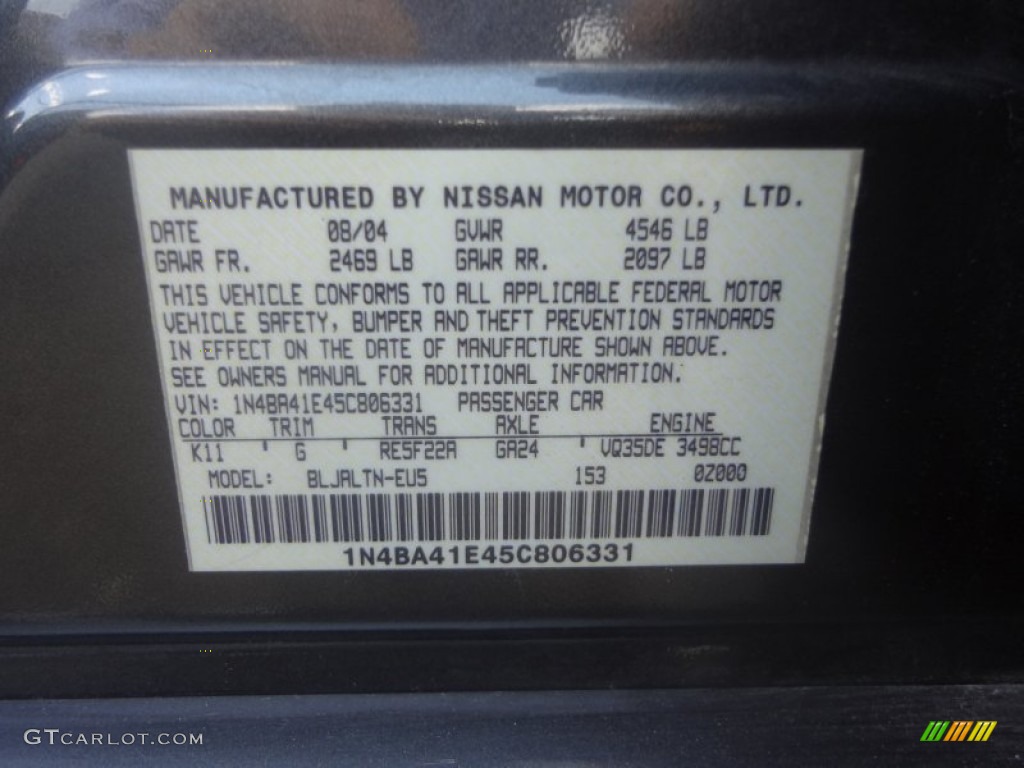 MANUFACTURED BY NISSAN MOTOR CO., LTD.
DATE 08/04 GVWR 4546 LB
GAWR FR. 2469 LB GAWR RR. 2097 LB
THIS VEHICLE CONFORMS TO ALL APPLICABLE FEDERAL MOTOR
VEHICLE SAFETY, BUMPER AND THEFT PREVENTION STANDARDS
IN EFFECT ON THE DATE OF MANUFACTURE SHOWN ABOVE.
SEE OWNERS MANUAL FOR ADDITIONAL INFORMATION.
VIN: 1N4BA41E45C806331 PASSENGER CAR
COLOR TRIM TRANS AXLE ENGINE
K11 ' G ' RE5F22A GA24 ' VQ35DE 3498CC
MODEL: BLJALTN-EU5 153 0Z000
1N4BA41E45C806331
GTCARLOT.COM